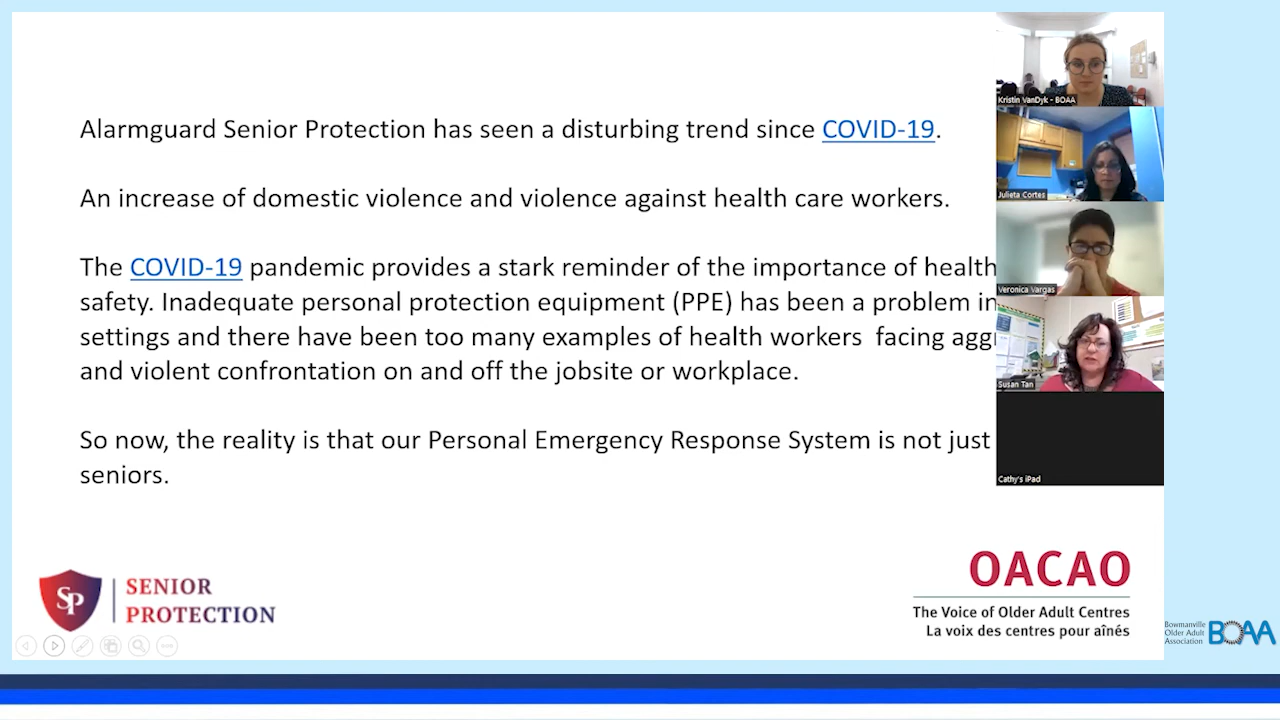 Alarmguard Senior Protection has seen a disturbing trend since COVID-19.
An increase of domestic violence and violence against health care workers.
The COVID-19 pandemic provides a stark reminder of the importance of health
safety. Inadequate personal protection equipment (PPE) has been a problem in
settings and there have been too many examples of health workers facing agg
and violent confrontation on and off the jobsite or workplace.
So now, the reality is that our Personal Emergency Response System is not just
seniors.
Kristin VanDyk - BOAA
Julieta Cortes
Veronica Vargas
Susan Tan
Cathy's iPad
SP
SENIOR
PROTECTION
OACAO
The Voice of Older Adult Centres
La voix des centres pour aînés
Bowmanville
Older Adult
Association
BOAA